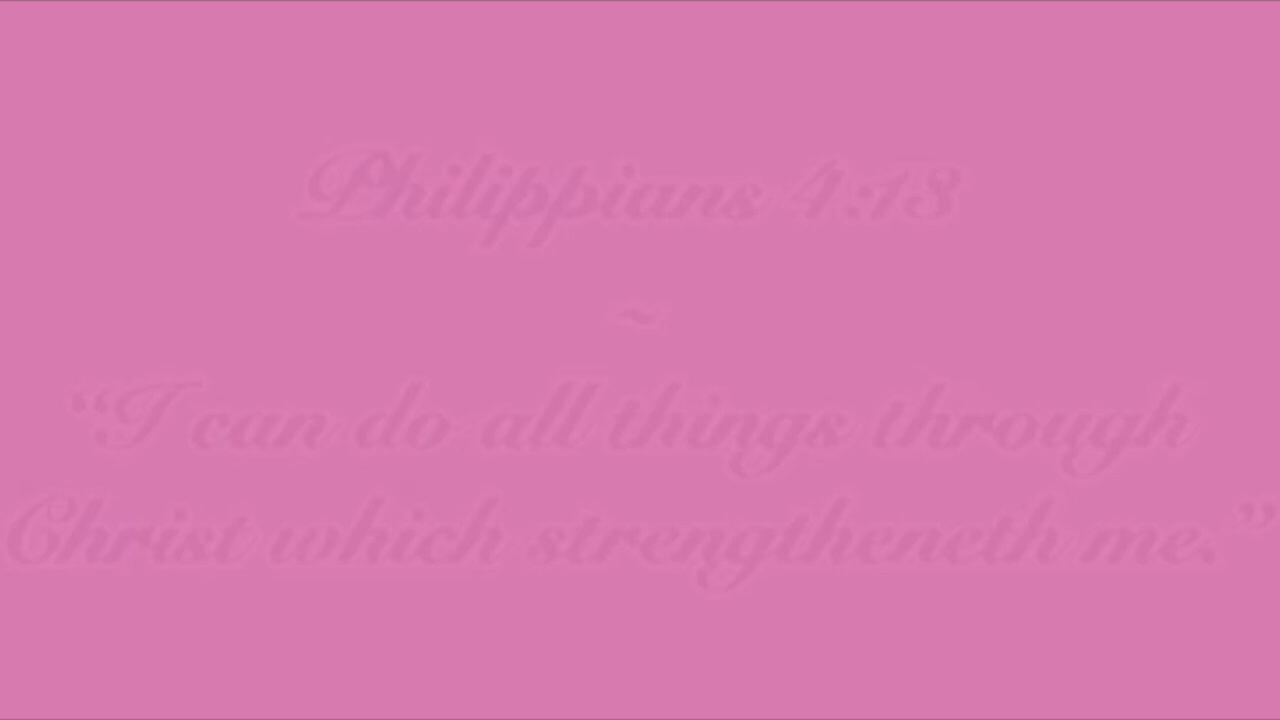 Philippians 4:13
~
“I can do all things through
Christ which strengtheneth me.”